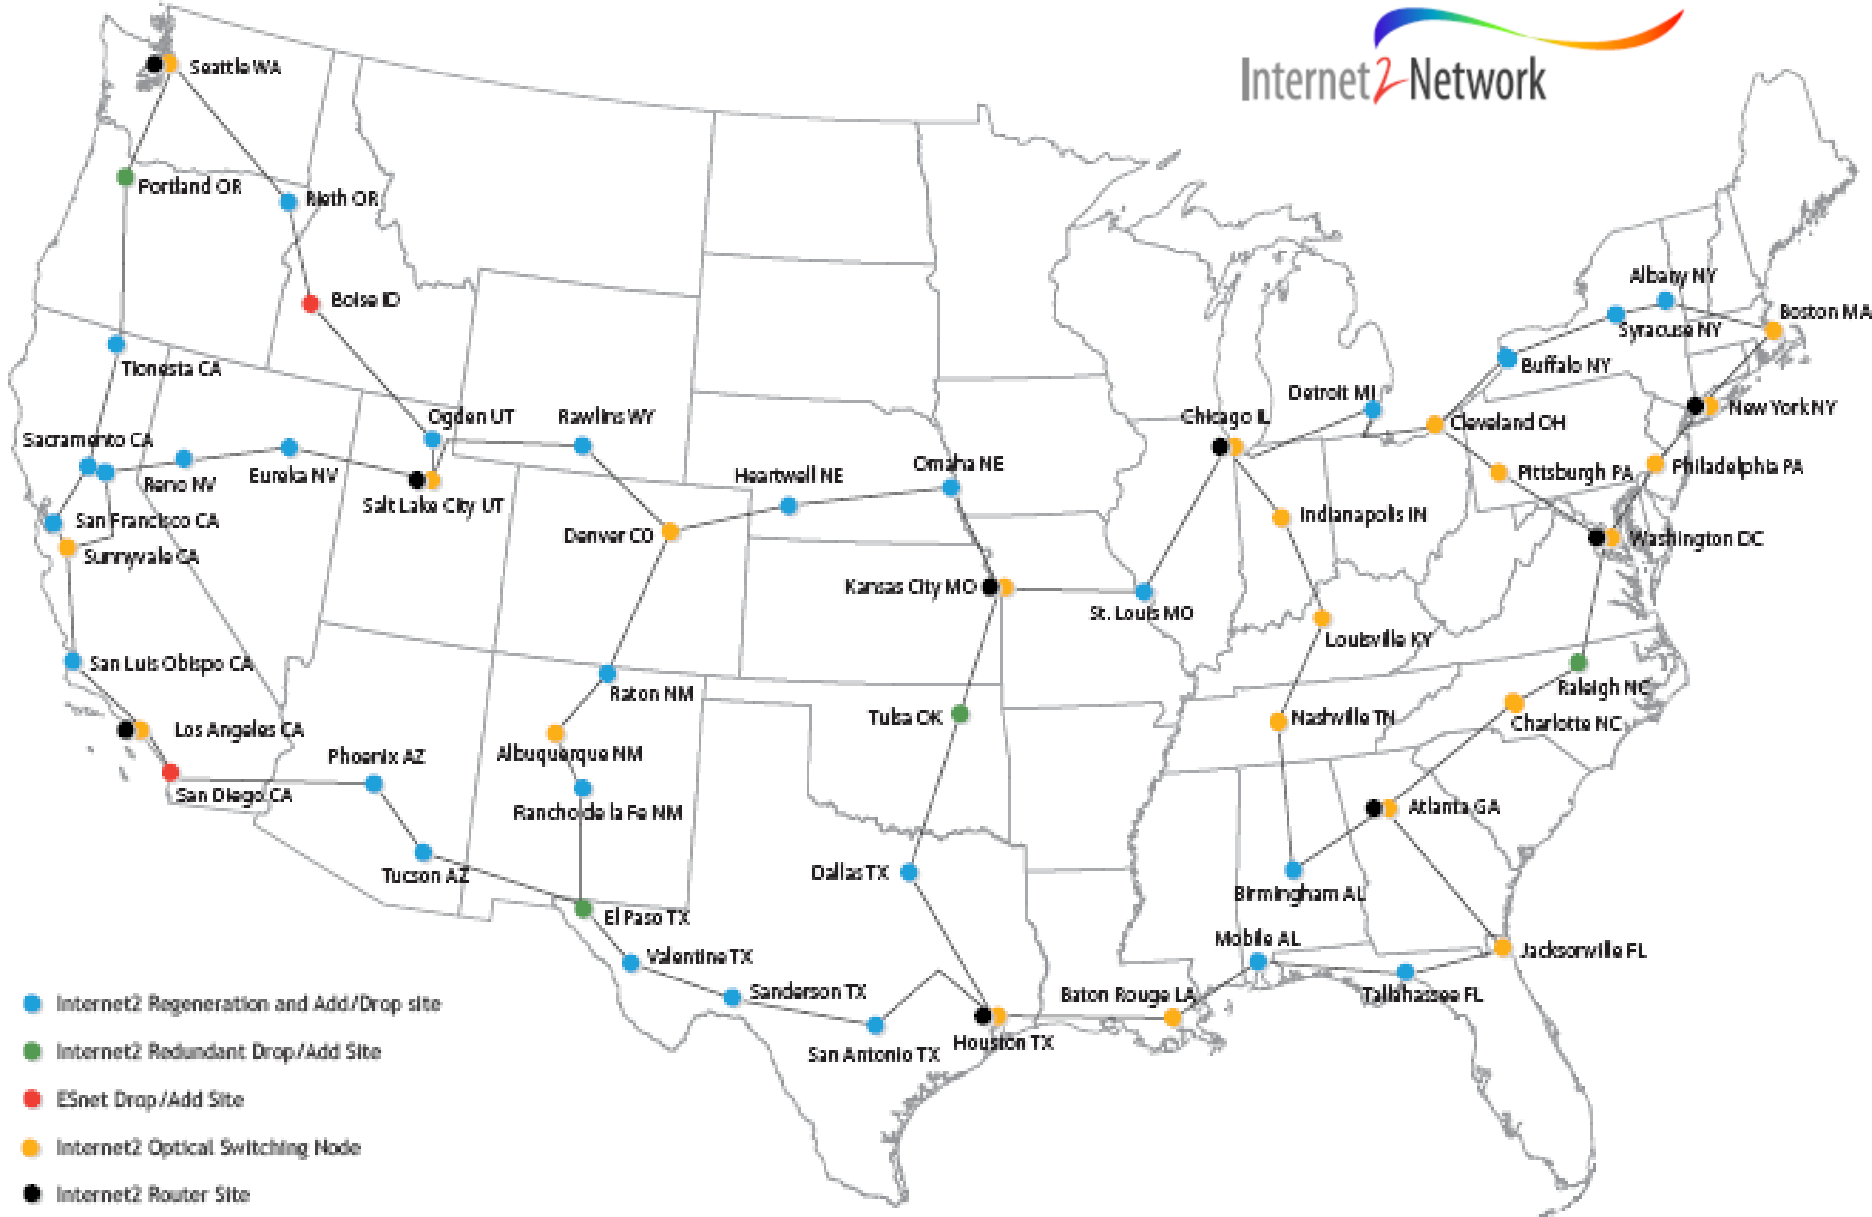 Internet2 Network
Seattle WA
Portland OR
Rieth OR
Boise ID
Tionesta CA
Ogden UT
Rawlins WY
Sacramento CA
Reno NV
Eureka NV
Salt Lake City UT
San Francisco CA
Sunnyvale CA
Denver CO
Heartwell NE
Omaha NE
Kansas City MO
St. Louis MO
Chicago IL
Detroit MI
Cleveland OH
Buffalo NY
Syracuse NY
Albany NY
Boston MA
New York NY
Philadelphia PA
Pittsburgh PA
Washington DC
Indianapolis IN
Louisville KY
Nashville TN
Raleigh NC
Charlotte NC
Atlanta GA
Birmingham AL
San Luis Obispo CA
Los Angeles CA
San Diego CA
Phoenix AZ
Tucson AZ
Raton NM
Albuquerque NM
Rancho de la Fe NM
El Paso TX
Valentine TX
Sanderson TX
San Antonio TX
Tulsa OK
Dallas TX
Houston TX
Baton Rouge LA
Mobile AL
Tallahassee FL
Jacksonville FL
Internet2 Regeneration and Add/Drop site
Internet2 Redundant Drop/Add Site
ESnet Drop/Add Site
Internet2 Optical Switching Node
Internet2 Router Site